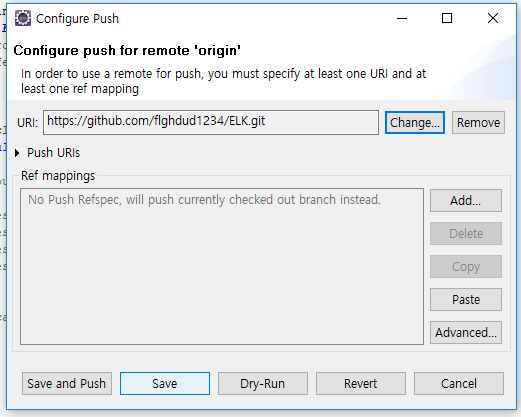 Configure Push
Configure push for remote 'origin'
In order to use a remote for push, you must specify at least one URI and at
least one ref mapping
URI: https://github.com/flghdud1234/ELK.git Change... Remove
Push URIs
Ref mappings
No Push Refspec, will push currently checked out branch instead.
Add...
Delete
Copy
Paste
Advanced...
Save and Push Save Dry-Run Revert Cancel